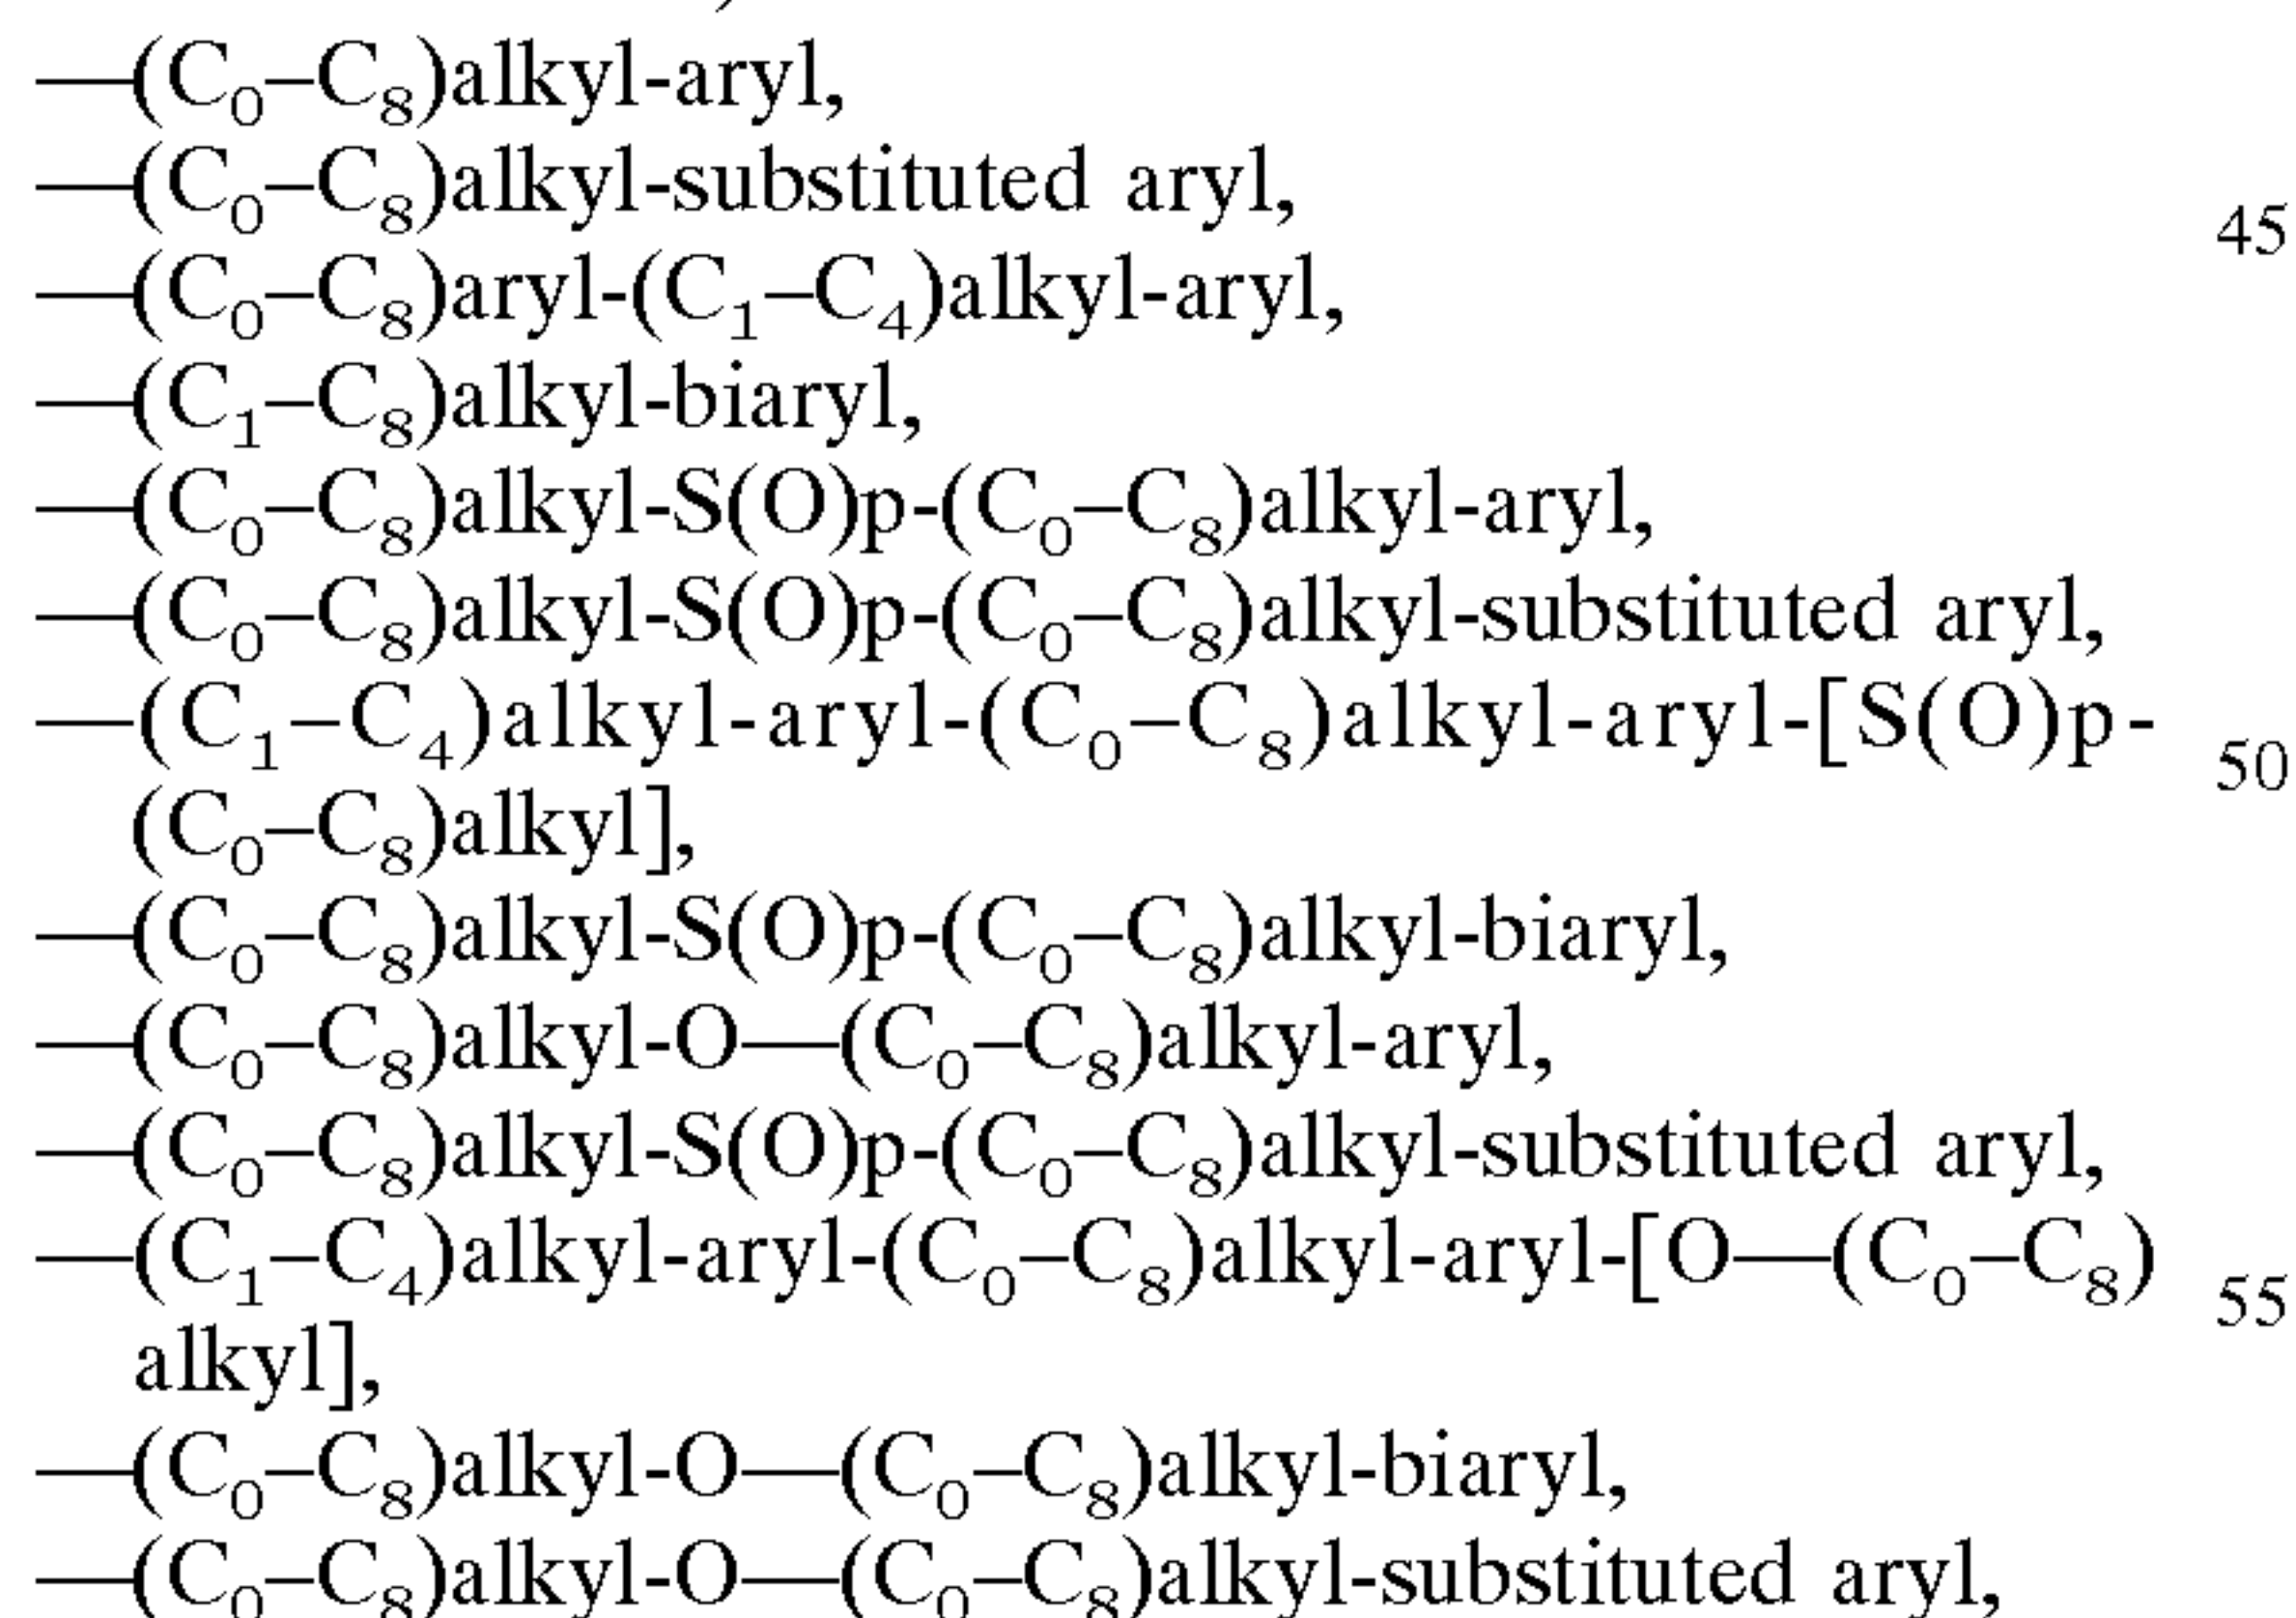 —(C₀–C₈)alkyl-aryl,
—(C₀–C₈)alkyl-substituted aryl,
45
—(C₀–C₈)aryl-(C₁–C₄)alkyl-aryl,
—(C₁–C₈)alkyl-biaryl,
—(C₀–C₈)alkyl-S(O)p-(C₀–C₈)alkyl-aryl,
—(C₀–C₈)alkyl-S(O)p-(C₀–C₈)alkyl-substituted aryl,
—(C₁–C₄)alkyl-aryl-(C₀–C₈)alkyl-aryl-[S(O)p-
50
(C₀–C₈)alkyl],
—(C₀–C₈)alkyl-S(O)p-(C₀–C₈)alkyl-biaryl,
—(C₀–C₈)alkyl-O—(C₀–C₈)alkyl-aryl,
—(C₀–C₈)alkyl-S(O)p-(C₀–C₈)alkyl-substituted aryl,
—(C₁–C₄)alkyl-aryl-(C₀–C₈)alkyl-aryl-[O—(C₀–C₈)
55
alkyl],
—(C₀–C₈)alkyl-O—(C₀–C₈)alkyl-biaryl,
—(C₀–C₈)alkyl-O—(C₀–C₈)alkyl-substituted aryl,